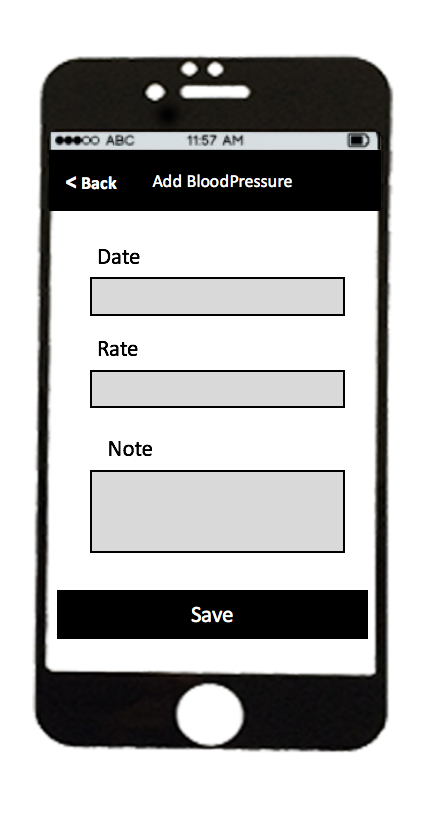 ABC 11:57 AM
< Back Add BloodPressure
Date
Rate
Note
Save